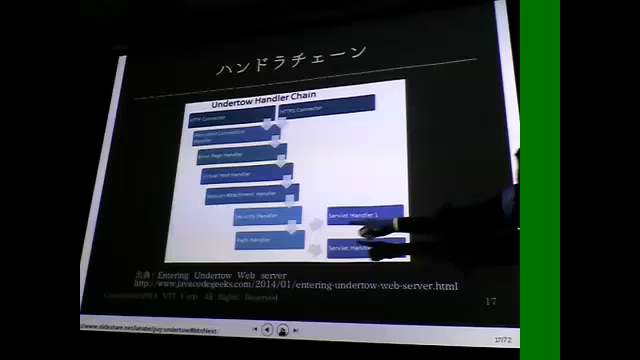 ハンドラチェーン
Undertow Handler Chain
HTTP Connector
HTTPS Connector
Persistent Connection Handler
Error Page Handler
Virtual Host Handler
Session Attachment Handler
Security Handler
Servlet Handler 1
Path Handler
Servlet
出典：Entering Undertow Web server
http://www.javacodegeeks.com/2014/01/entering-undertow-web-server.html
Copyright©2014 NTT Corp. All Rights Reserved.
17
www.slideshare.net/tanabe/jjug-undertow#btnNext
17/72